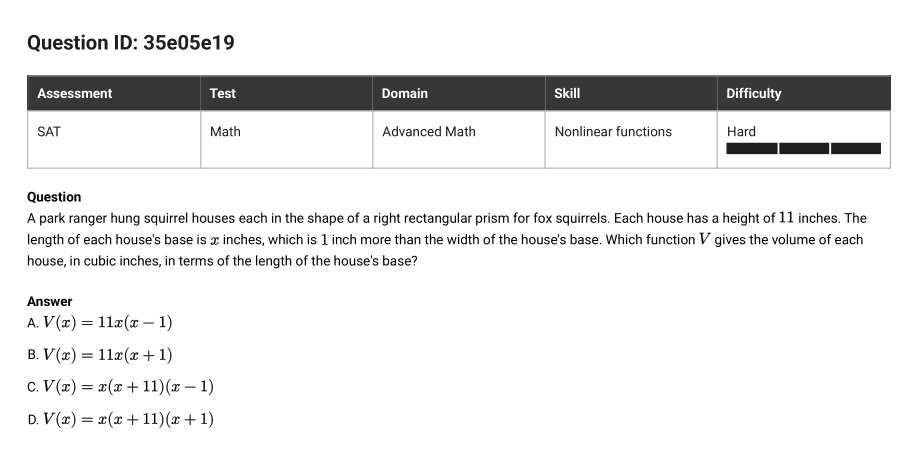 Question ID: 35e05e19
Assessment Test Domain Skill Difficulty
SAT Math Advanced Math Nonlinear functions Hard
Question
A park ranger hung squirrel houses each in the shape of a right rectangular prism for fox squirrels. Each house has a height of 11 inches. The
length of each house's base is x inches, which is 1 inch more than the width of the house's base. Which function V gives the volume of each
house, in cubic inches, in terms of the length of the house's base?
Answer
A. V(x) = 11x(x − 1)
B. V(x) = 11x(x + 1)
C. V(x) = x(x + 11)(x − 1)
D. V(x) = x(x + 11)(x + 1)